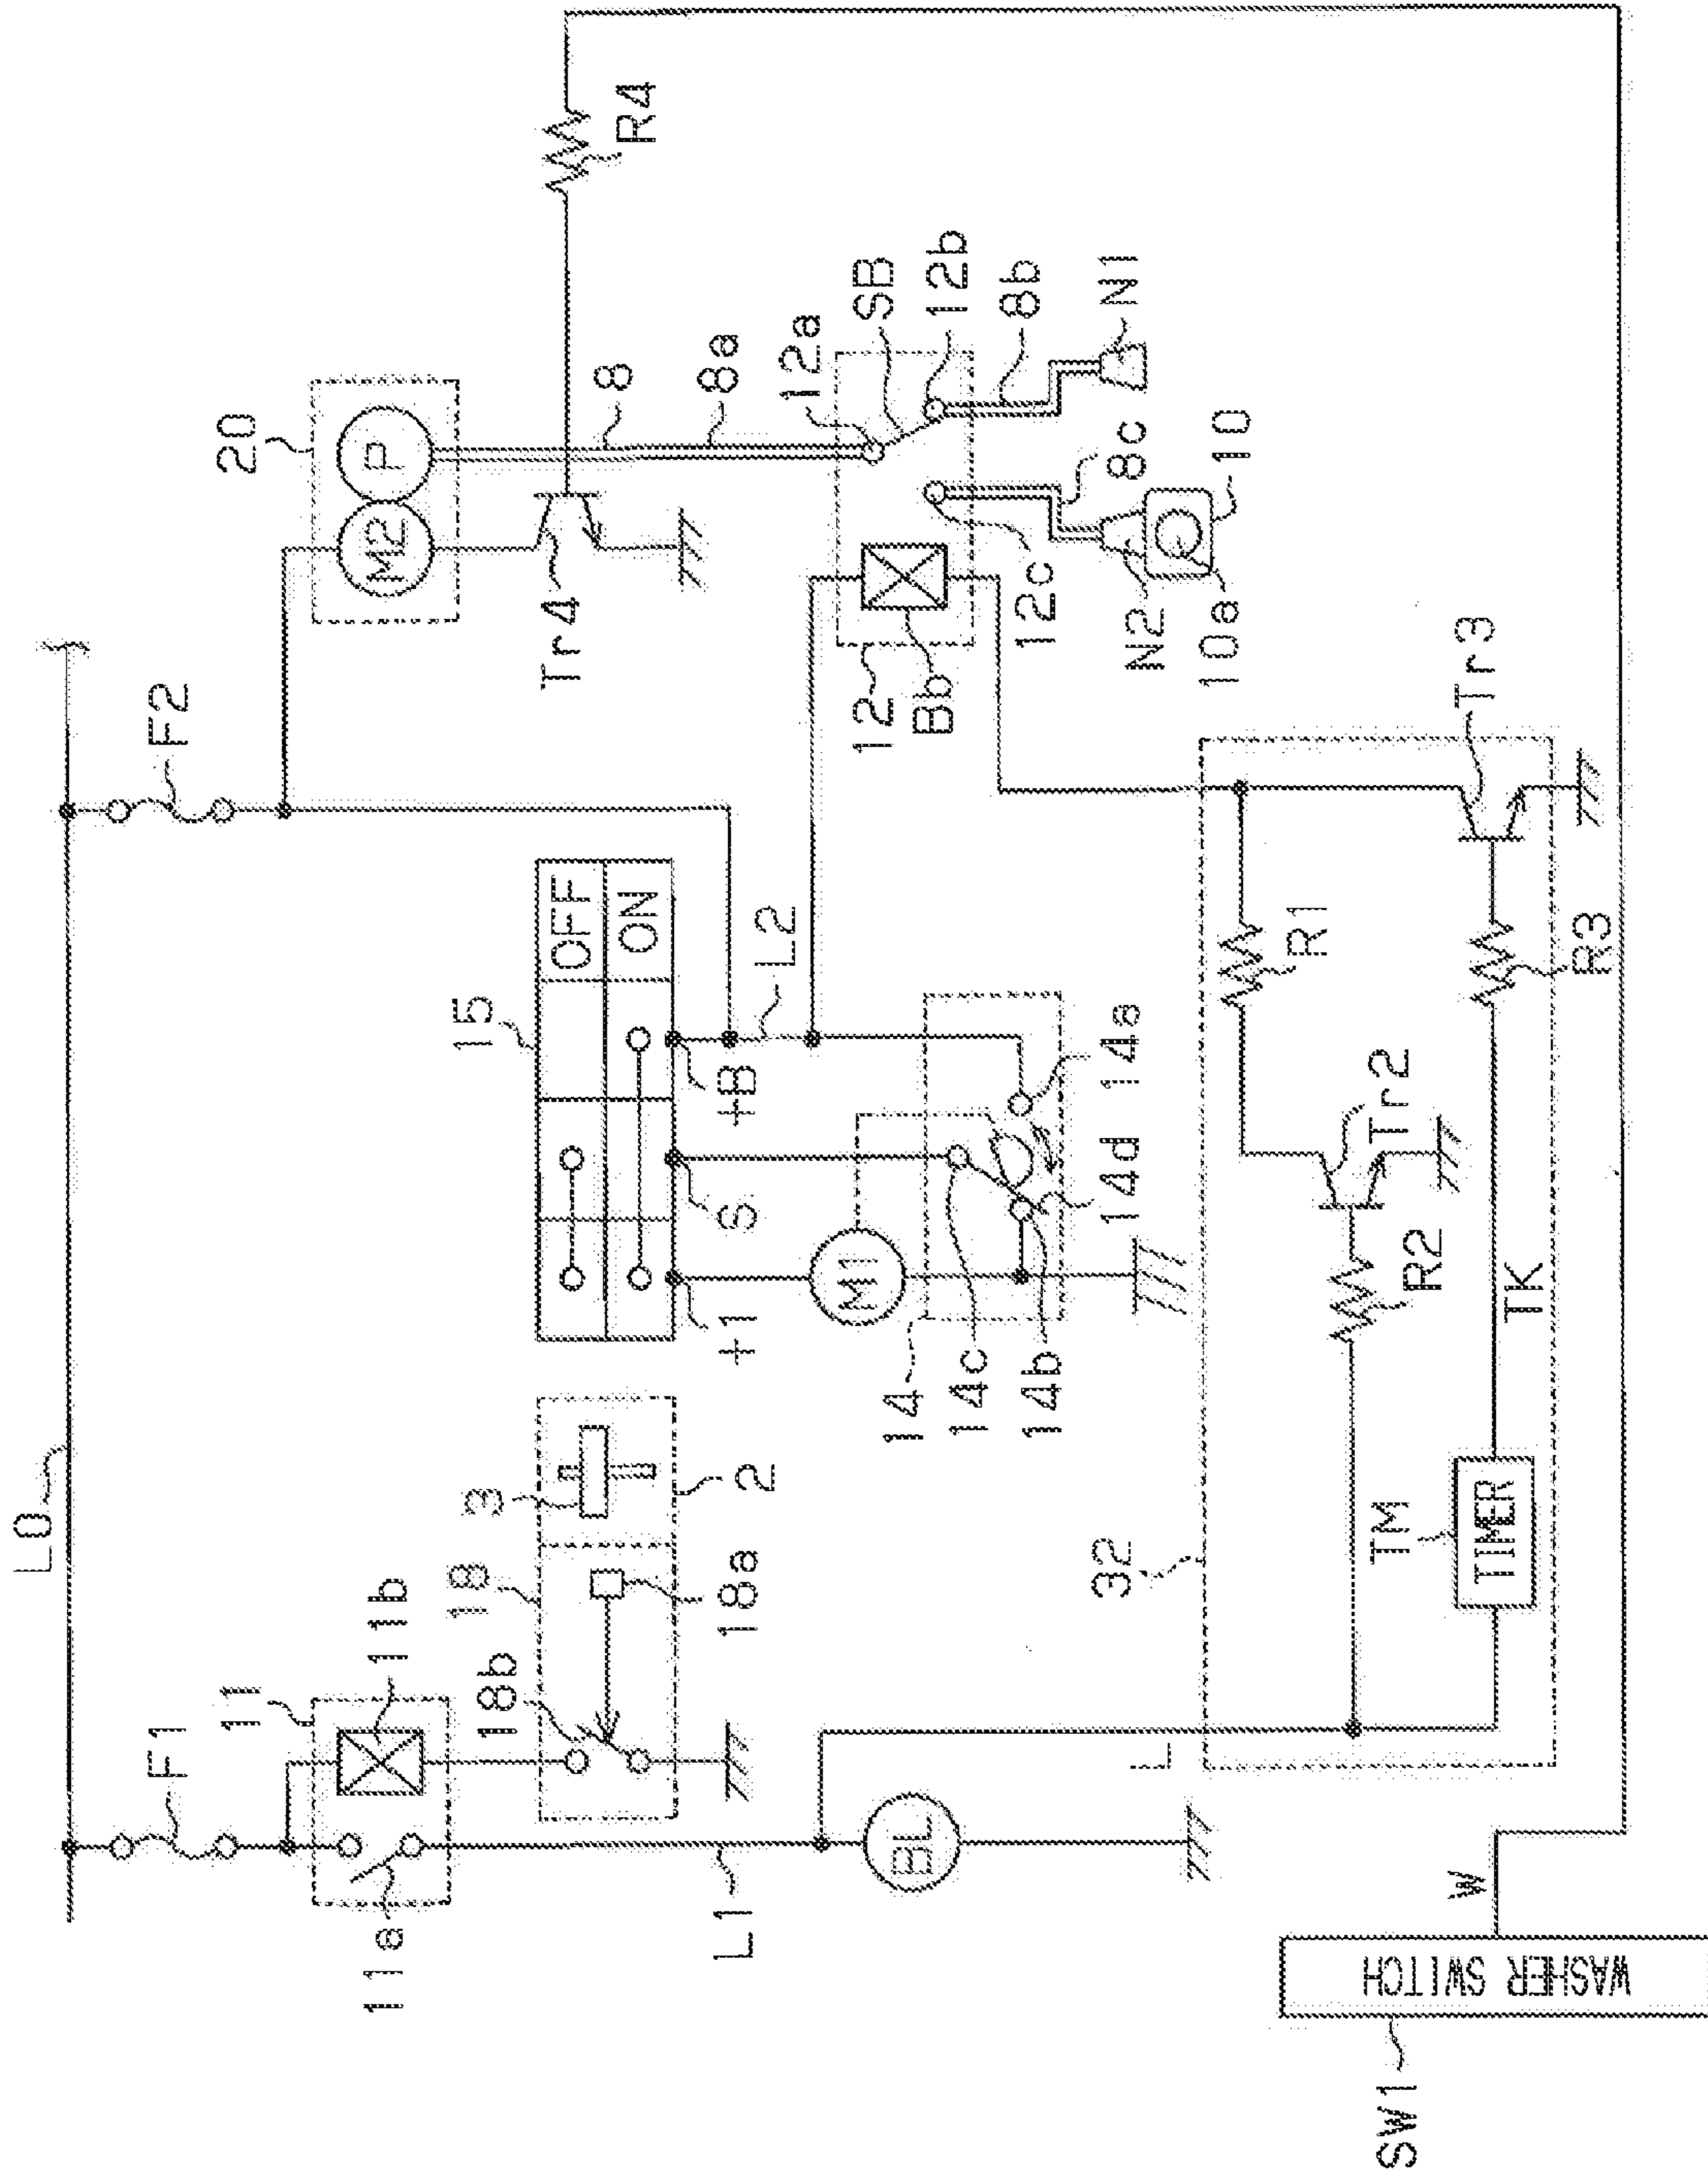 L0
F1
11
11b
11a
18b
18
18a
3
2
L1
BL
SW1
WASHER SWITCH
W
L
32
TM
TIMER
TK
R2
Tr2
R1
R3
Tr3
15
OFF
ON
+1
S
+B
L2
M1
14
14c
14b
14d
14a
F2
20
M2
P
Tr4
R4
8
8a
12a
SB
12b
8b
N1
8c
10
12c
N2
10a
12
Bb